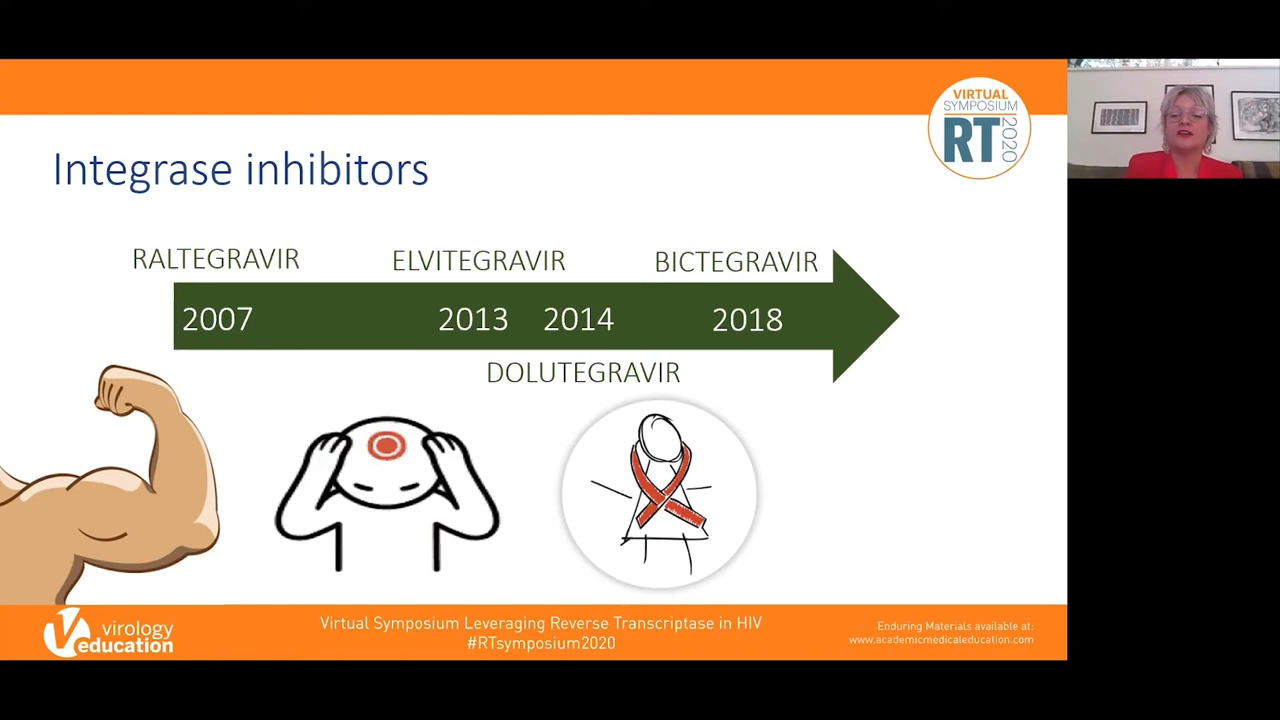 VIRTUAL
SYMPOSIUM
RT
2020
Integrase inhibitors
RALTEGRAVIR
ELVITEGRAVIR
BICTEGRAVIR
2007
2013
2014
2018
DOLUTEGRAVIR
virology
education
Virtual Symposium Leveraging Reverse Transcriptase in HIV
#RTsymposium2020
Enduring Materials available at:
www.academicmedicaleducation.com